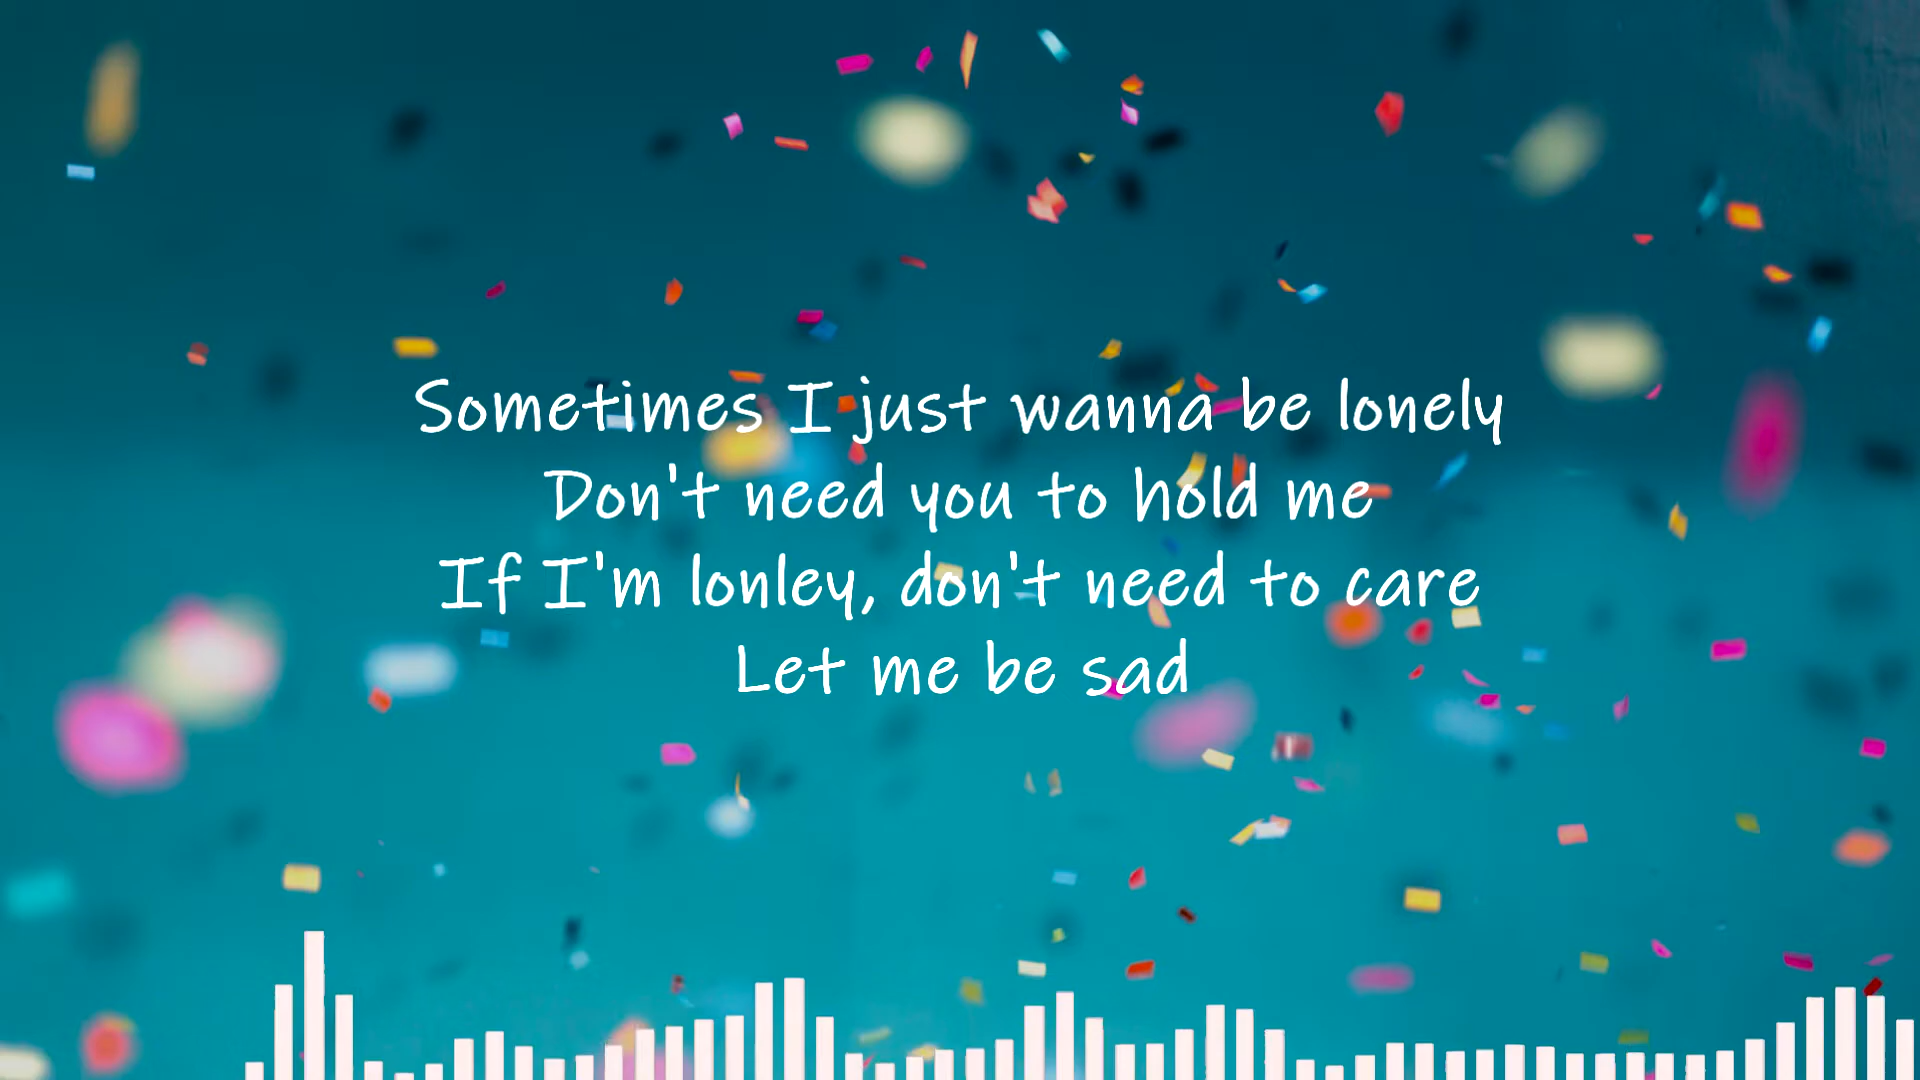 Sometimes I just wanna be lonely
Don't need you to hold me
If I'm lonley, don't need to care
Let me be sad